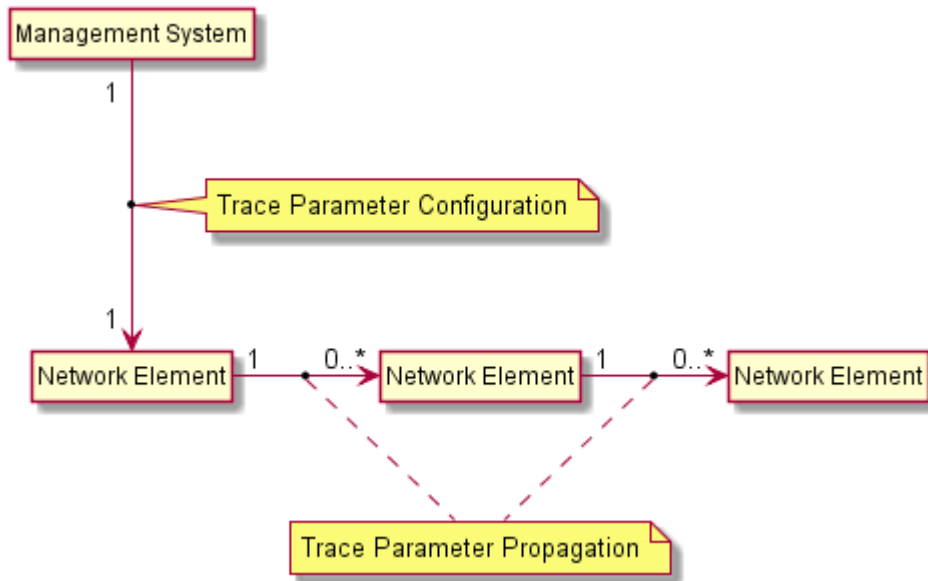 Management System
1
Trace Parameter Configuration
1
Network Element
1
0..*
Network Element
1
0..*
Network Element
Trace Parameter Propagation